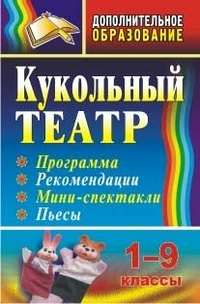 ДОПОЛНИТЕЛЬНОЕ
ОБРАЗОВАНИЕ
Кукольный
ТЕАТР
Программа
Рекомендации
Мини-спектакли
Пьесы
1–9
классы